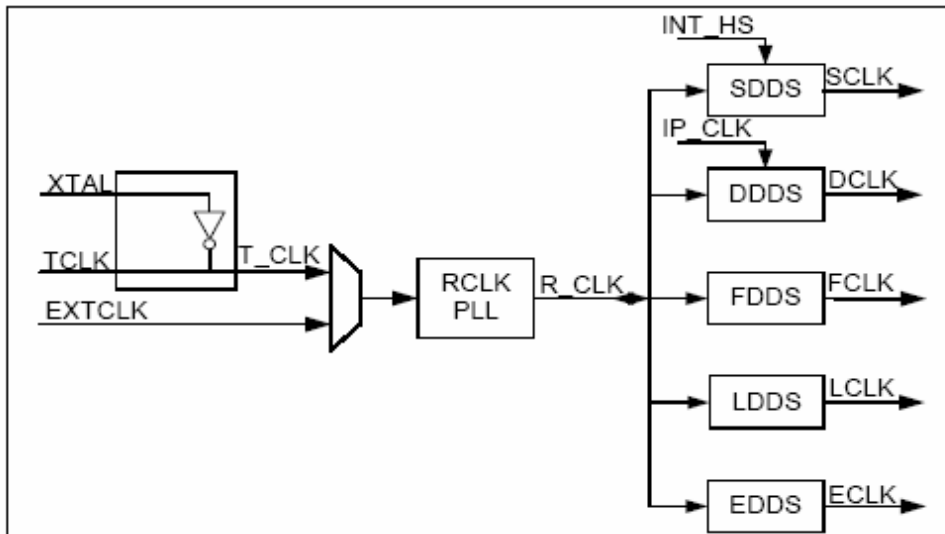 INT_HS
SDDS
SCLK
IP_CLK
DDDS
DCLK
XTAL
TCLK
T_CLK
EXTCLK
RCLK
PLL
R_CLK
FDDS
FCLK
LDDS
LCLK
EDDS
ECLK